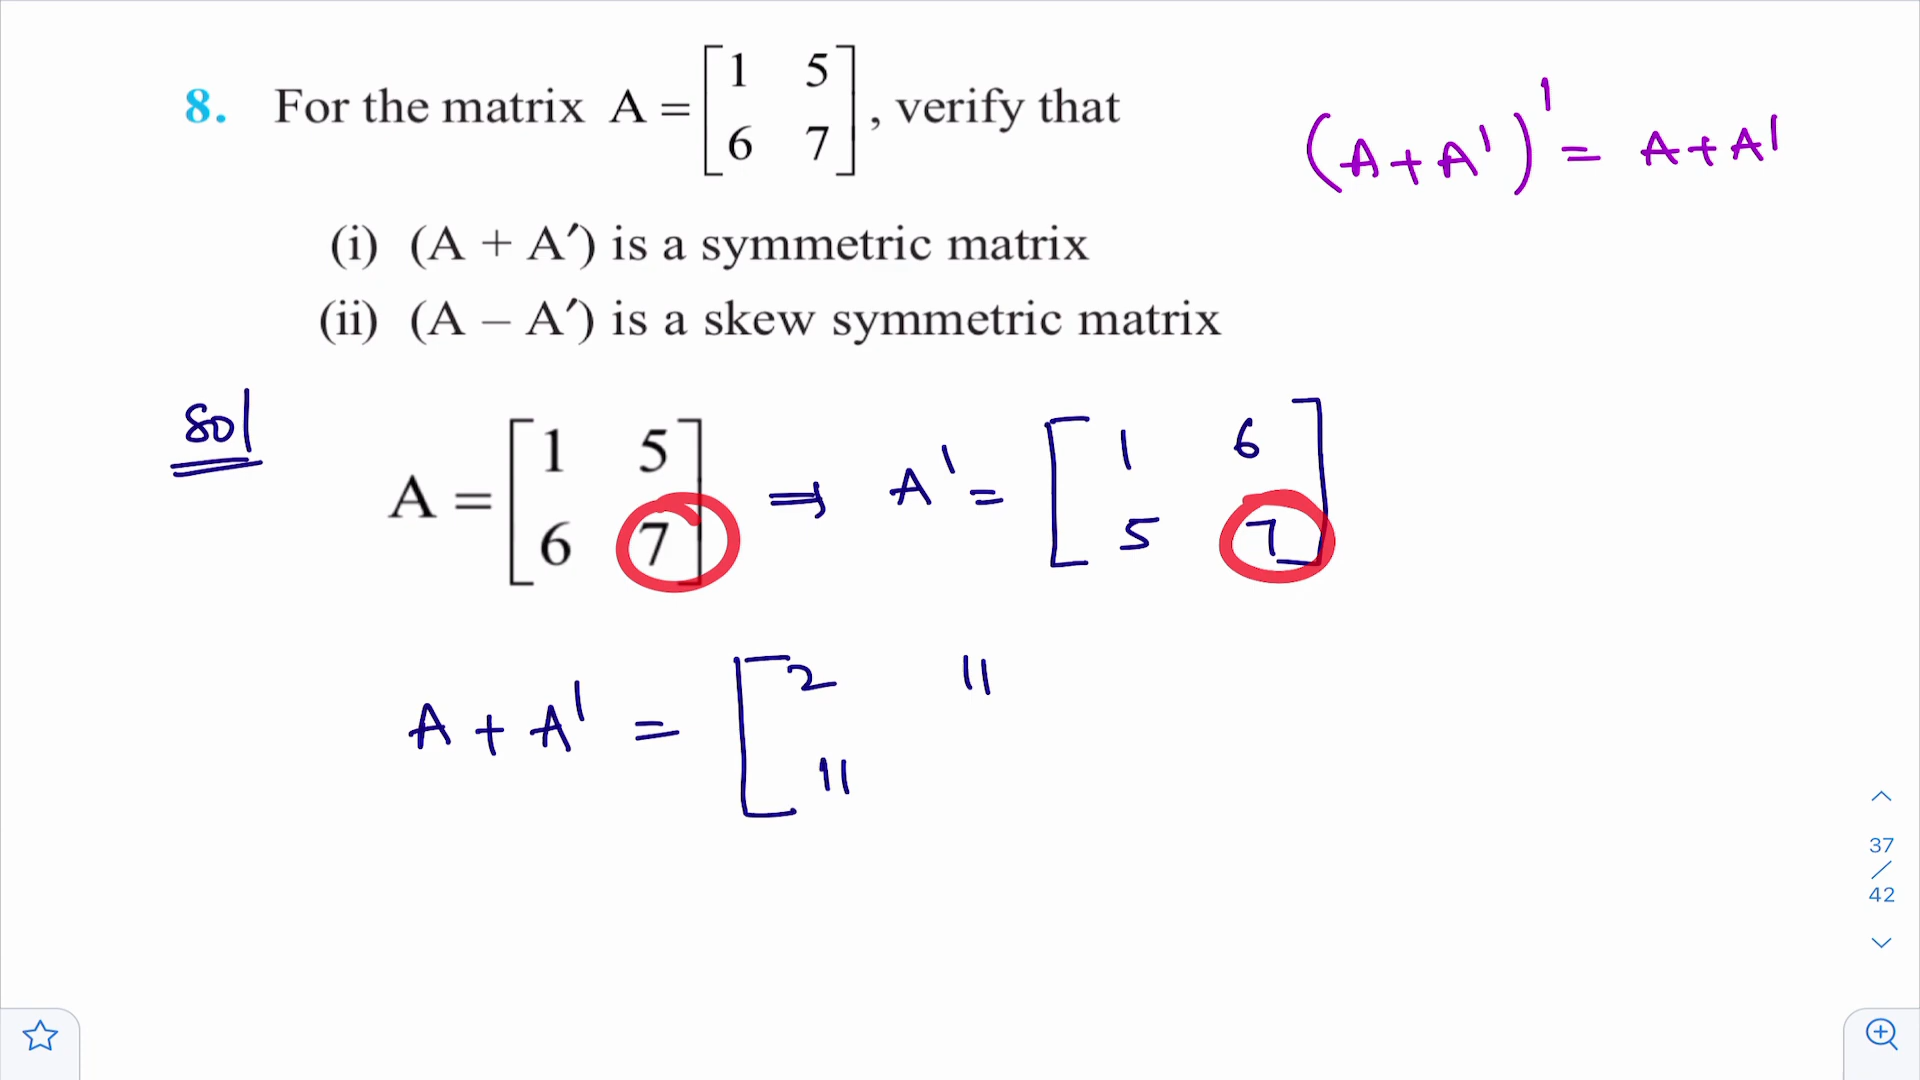 8. For the matrix A = [1 5
6 7], verify that
(A + A')' = A + A'
(i) (A + A′) is a symmetric matrix
(ii) (A – A′) is a skew symmetric matrix
Sol
A = [1 5
6 7] ⇒ A' = [1 6
5 7]
A + A' = [2 11
11
37
/
42